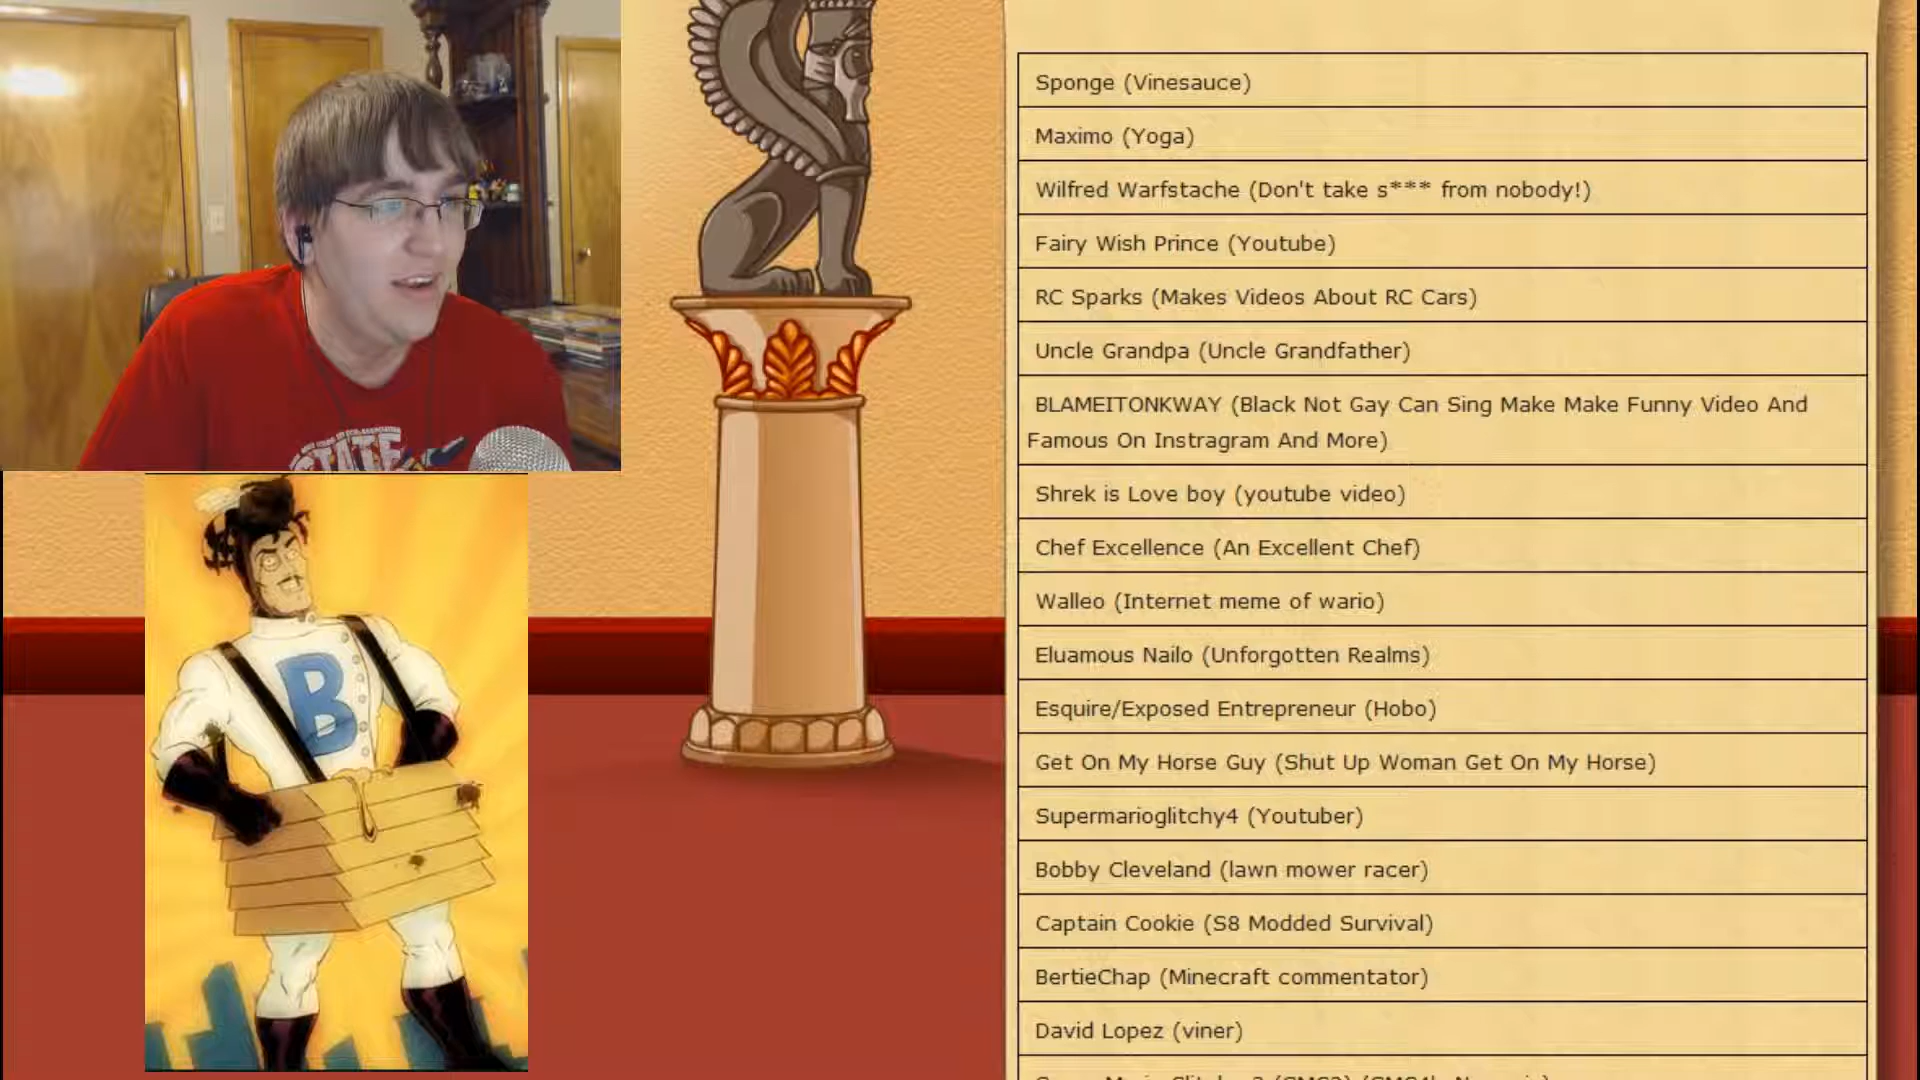 Sponge (Vinesauce)
Maximo (Yoga)
Wilfred Warfstache (Don't take s*** from nobody!)
Fairy Wish Prince (Youtube)
RC Sparks (Makes Videos About RC Cars)
Uncle Grandpa (Uncle Grandfather)
BLAMEITONKWAY (Black Not Gay Can Sing Make Make Funny Video And
Famous On Instragram And More)
Shrek is Love boy (youtube video)
Chef Excellence (An Excellent Chef)
Walleo (Internet meme of wario)
Eluamous Nailo (Unforgotten Realms)
Esquire/Exposed Entrepreneur (Hobo)
Get On My Horse Guy (Shut Up Woman Get On My Horse)
Supermarioglitchy4 (Youtuber)
Bobby Cleveland (lawn mower racer)
Captain Cookie (S8 Modded Survival)
BertieChap (Minecraft commentator)
David Lopez (viner)
STATE
B